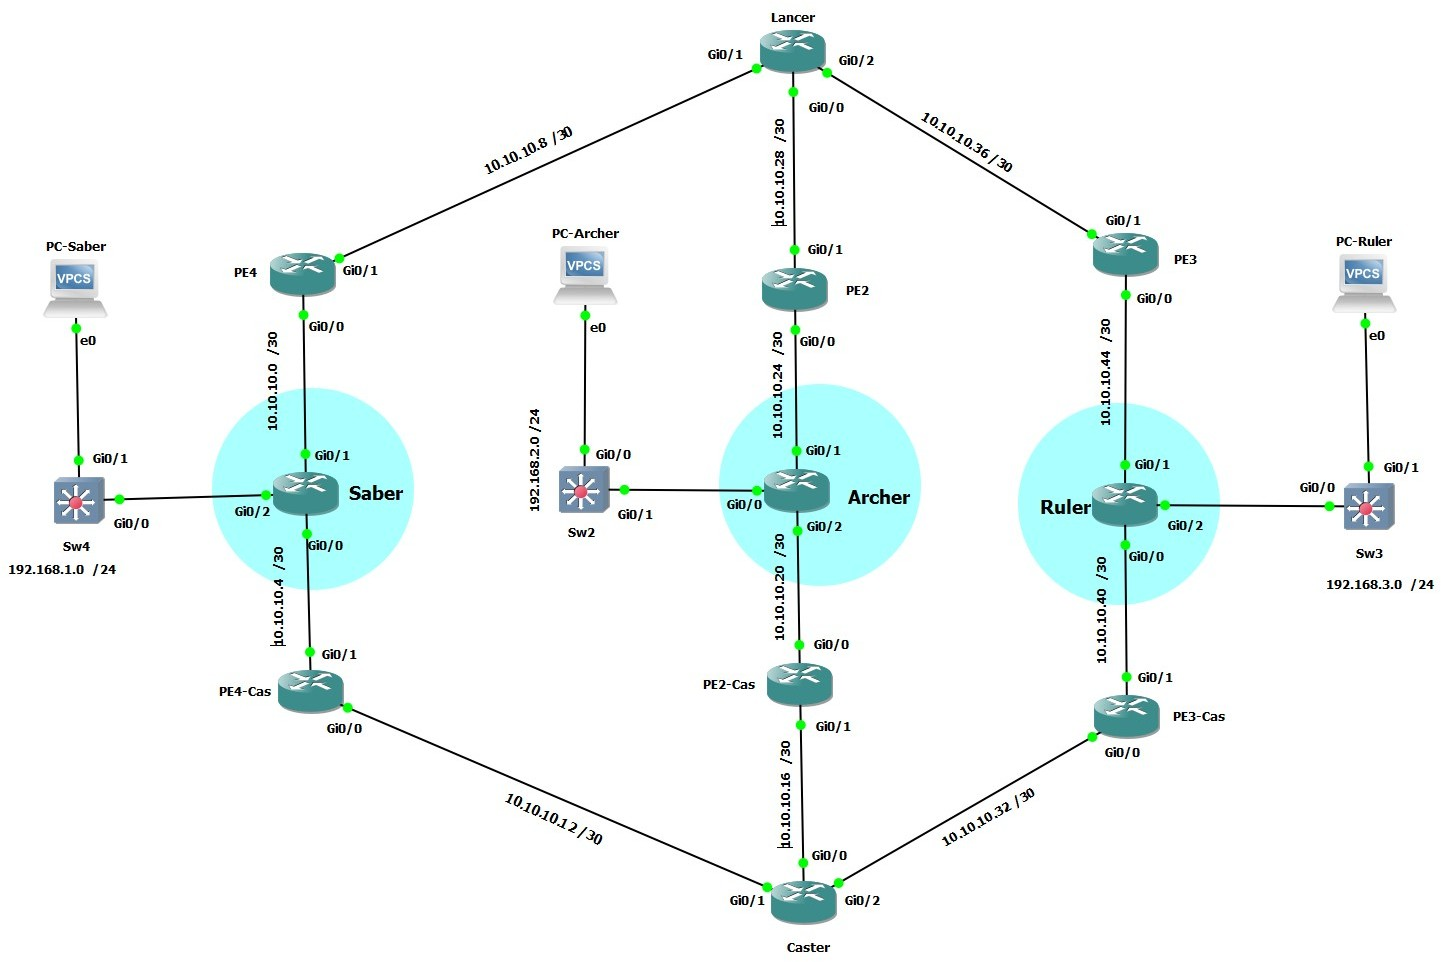 Lancer
Gi0/1
Gi0/2
Gi0/0
10.10.10.8 /30
10.10.10.28 /30
10.10.10.36 /30
PC-Saber
VPCS
e0
PC-Archer
VPCS
e0
PC-Ruler
VPCS
e0
PE4
Gi0/1
Gi0/0
Gi0/1
PE2
Gi0/0
Gi0/1
PE3
Gi0/0
10.10.10.0 /30
10.10.10.24 /30
10.10.10.44 /30
Gi0/1
Gi0/0
Sw4
192.168.1.0 /24
Gi0/1
Gi0/2
Saber
Gi0/0
192.168.2.0 /24
Gi0/0
Gi0/1
Sw2
Gi0/1
Gi0/0
Archer
Gi0/2
Gi0/1
Ruler
Gi0/2
Gi0/0
Gi0/1
Gi0/0
Sw3
192.168.3.0 /24
10.10.10.4 /30
10.10.10.20 /30
10.10.10.40 /30
Gi0/1
PE4-Cas
Gi0/0
Gi0/0
PE2-Cas
Gi0/1
Gi0/1
PE3-Cas
Gi0/0
10.10.10.12 /30
10.10.10.16 /30
10.10.10.32 /30
Gi0/0
Gi0/1
Gi0/2
Caster